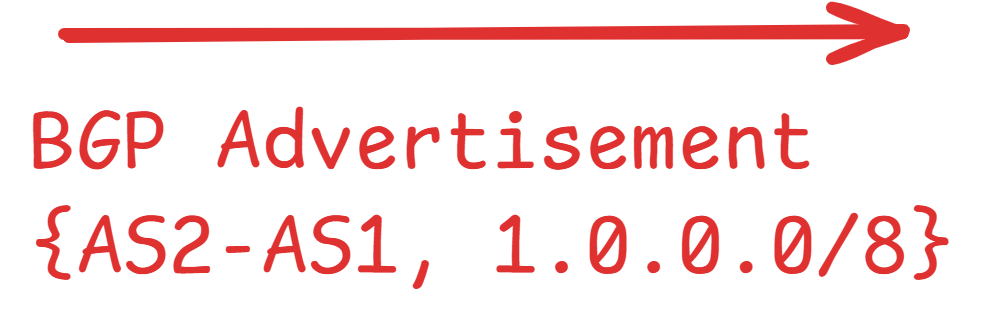 BGP Advertisement
{AS2-AS1, 1.0.0.0/8}